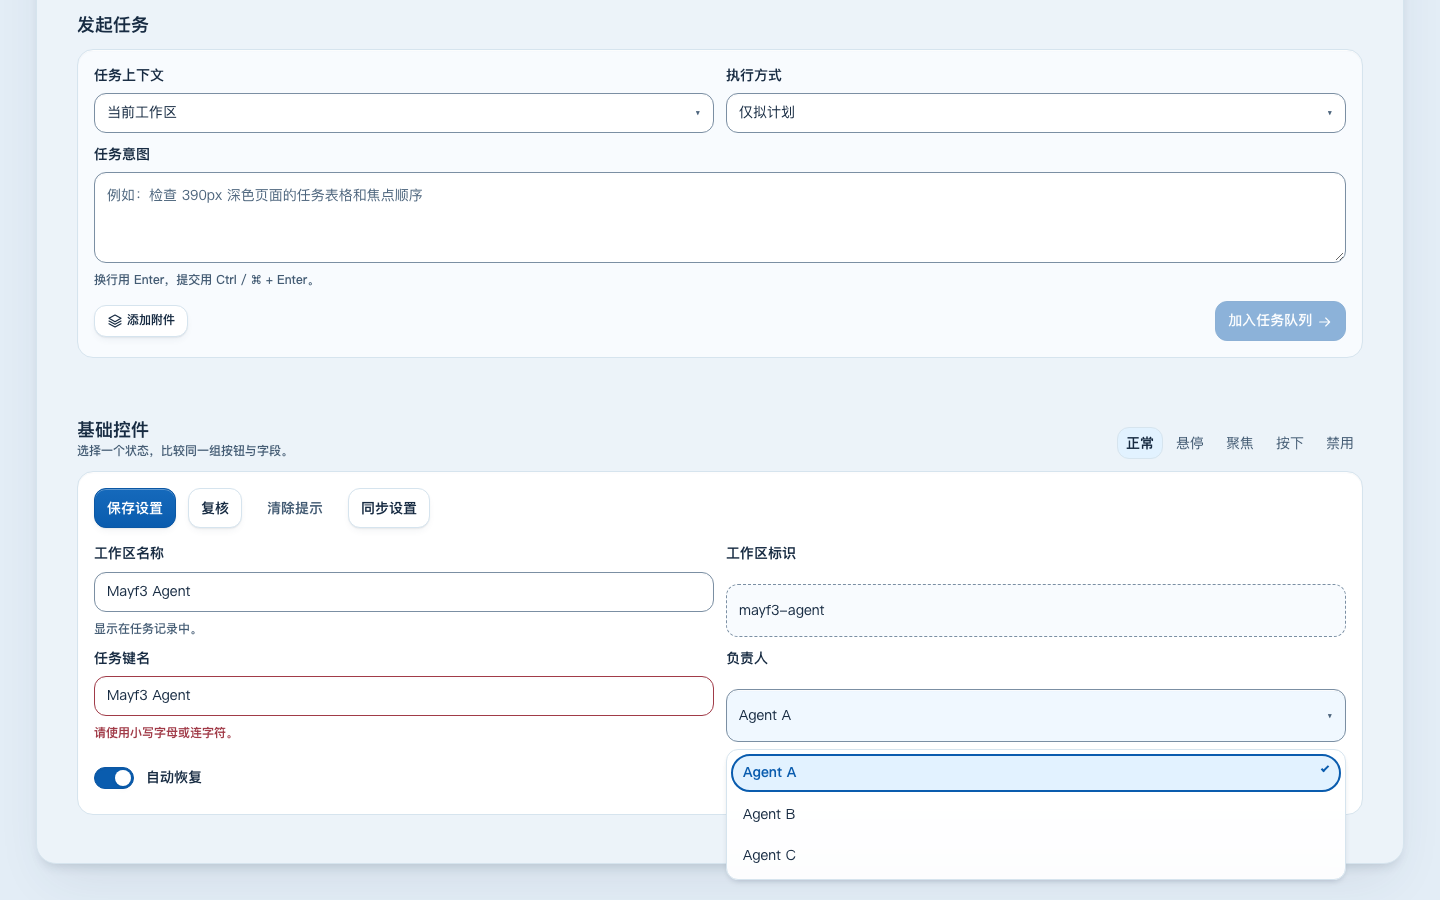 发起任务
任务上下文
执行方式
当前工作区
仅拟计划
任务意图
例如：检查 390px 深色页面的任务表格和焦点顺序
换行用 Enter，提交用 Ctrl / ⌘ + Enter。
添加附件
加入任务队列 →
基础控件
选择一个状态，比较同一组按钮与字段。
正常
悬停
聚焦
按下
禁用
保存设置
复核
清除提示
同步设置
工作区名称
工作区标识
Mayf3 Agent
mayf3-agent
显示在任务记录中。
任务键名
负责人
Mayf3 Agent
Agent A
请使用小写字母或连字符。
自动恢复
Agent A
Agent B
Agent C